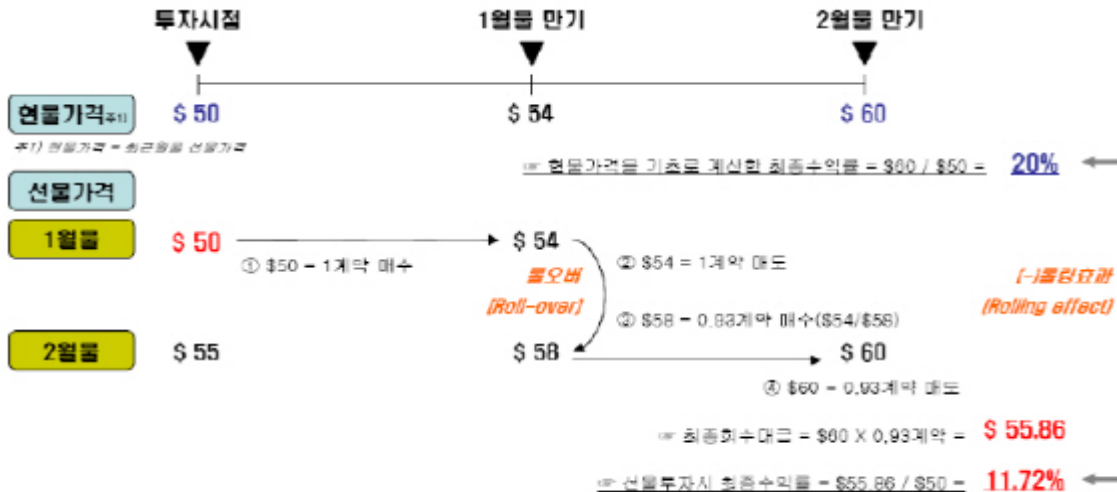 투자시점 1월물 만기 2월물 만기
현물가격주1) $ 50 $ 54 $ 60
주1) 현물가격 = 최근월물 선물가격
☞ 현물가격을 기초로 계산한 최종수익률 = $60 / $50 = 20%
선물가격
1월물 $ 50 $ 54
① $50 = 1계약 매수
② $54 = 1계약 매도
롤오버
(Roll-over)
(-)롤링효과
(Rolling effect)
③ $58 = 0.93계약 매수($54/$58)
2월물 $ 55 $ 58 $ 60
④ $60 = 0.93계약 매도
☞ 최종회수대금 = $60 X 0.93계약 = $ 55.86
☞ 선물투자시 최종수익률 = $55.86 / $50 = 11.72%